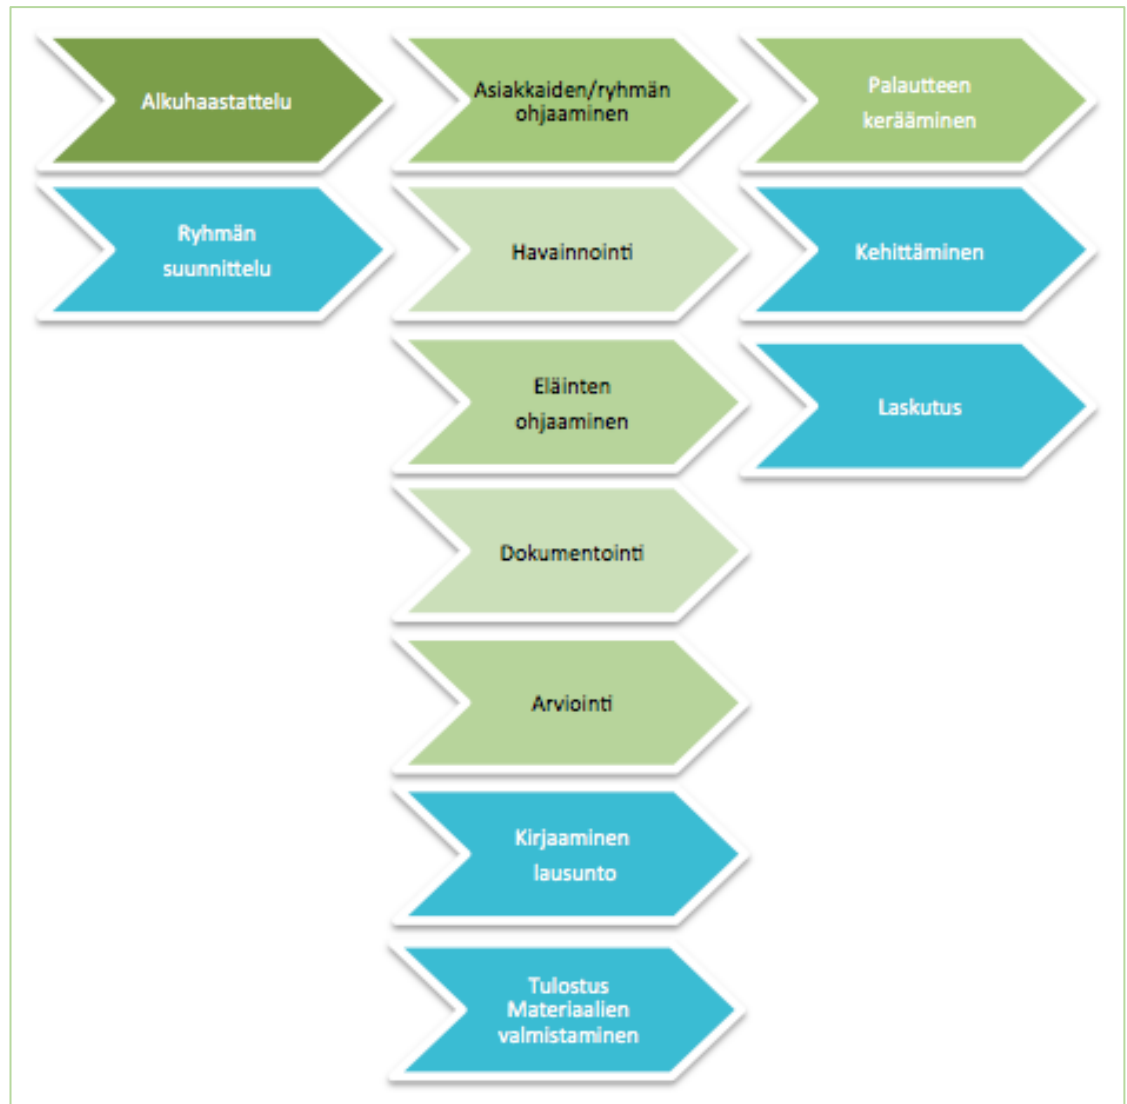 Alkuhaastattelu
Ryhmän
suunnittelu
Asiakkaiden/ryhmän
ohjaaminen
Havainnointi
Eläinten
ohjaaminen
Dokumentointi
Arviointi
Kirjaaminen
lausunto
Tulostus
Materiaalien
valmistaminen
Palautteen
kerääminen
Kehittäminen
Laskutus